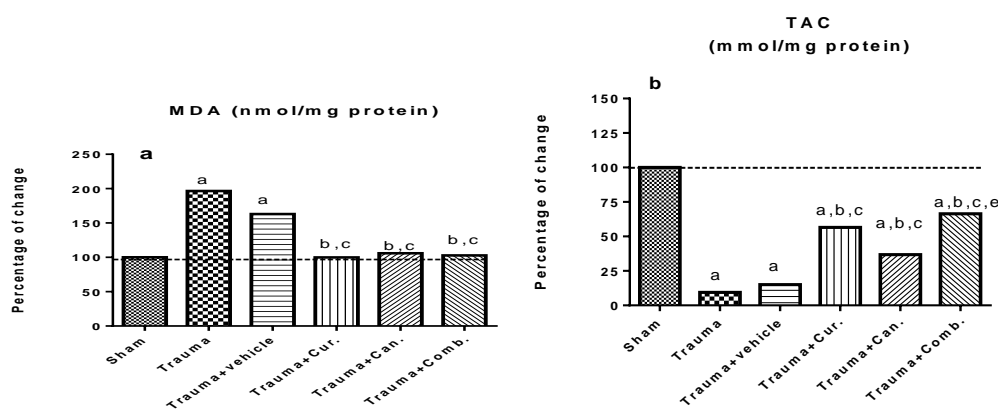 MDA (nmol/mg protein)
a
Percentage of change
250
200
150
100
50
0
a
a
b,c
b,c
b,c
Sham
Trauma
Trauma+vehicle
Trauma+Cur.
Trauma+Can.
Trauma+Comb.
TAC
(mmol/mg protein)
b
Percentage of change
150
125
100
75
50
25
0
a
a
a,b,c
a,b,c
a,b,c,e
Sham
Trauma
Trauma+vehicle
Trauma+Cur.
Trauma+Can.
Trauma+Comb.